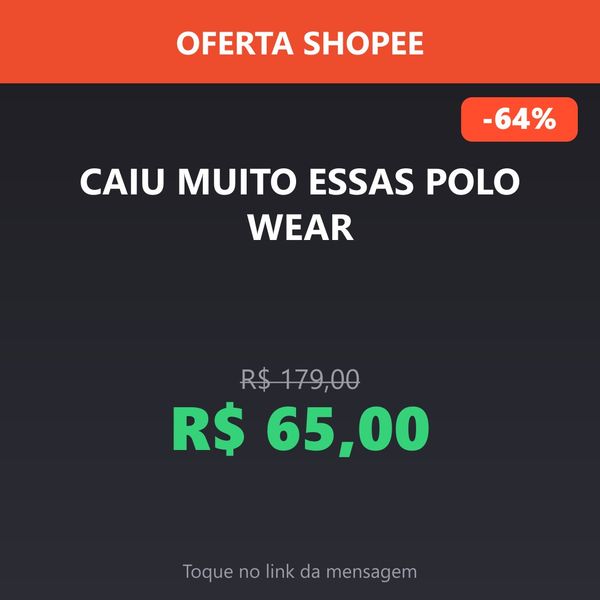 OFERTA SHOPEE
-64%
CAIU MUITO ESSAS POLO
WEAR
R$ 179,00
R$ 65,00
Toque no link da mensagem